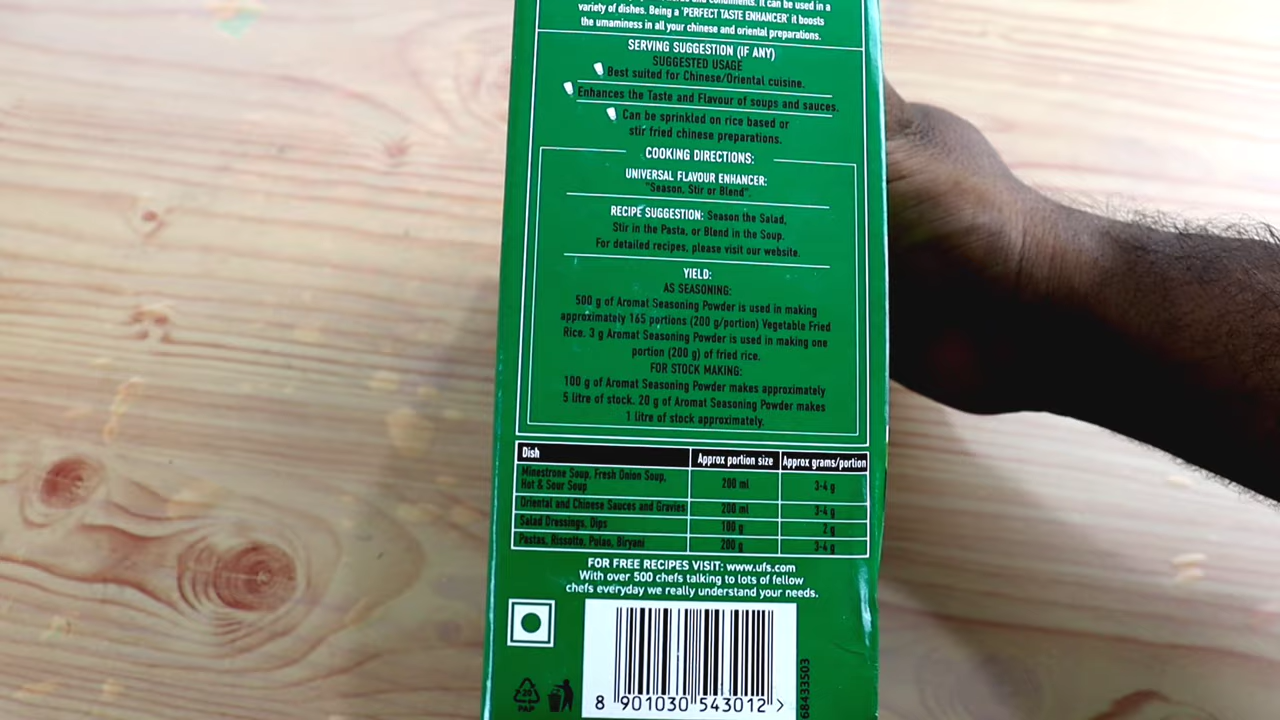 condiments. It can be used in a
variety of dishes. Being a 'PERFECT TASTE ENHANCER' it boosts
the umaminess in all your chinese and oriental preparations.
SERVING SUGGESTION (IF ANY)
SUGGESTED USAGE
Best suited for Chinese/Oriental cuisine.
Enhances the Taste and Flavour of soups and sauces.
Can be sprinkled on rice based or
stir fried chinese preparations.
COOKING DIRECTIONS:
UNIVERSAL FLAVOUR ENHANCER:
"Season, Stir or Blend".
RECIPE SUGGESTION: Season the Salad,
Stir in the Pasta, or Blend in the Soup.
For detailed recipes, please visit our website.
YIELD:
AS SEASONING:
500 g of Aromat Seasoning Powder is used in making
approximately 165 portions (200 g/portion) Vegetable Fried
Rice. 3 g Aromat Seasoning Powder is used in making one
portion (200 g) of fried rice.
FOR STOCK MAKING:
100 g of Aromat Seasoning Powder makes approximately
5 litre of stock. 20 g of Aromat Seasoning Powder makes
1 litre of stock approximately.
Dish Approx portion size Approx grams/portion
Minestrone Soup, Fresh Onion Soup,
Hot & Sour Soup 200 ml 3-4 g
Oriental and Chinese Sauces and Gravies 200 ml 3-4 g
Salad Dressings, Dips 100 g 2 g
Pastas, Rissotto, Pulao, Biryani 200 g 3-4 g
FOR FREE RECIPES VISIT: www.ufs.com
With over 500 chefs talking to lots of fellow
chefs everyday we really understand your needs.
20
PAP
8 901030 543012 >
68433503